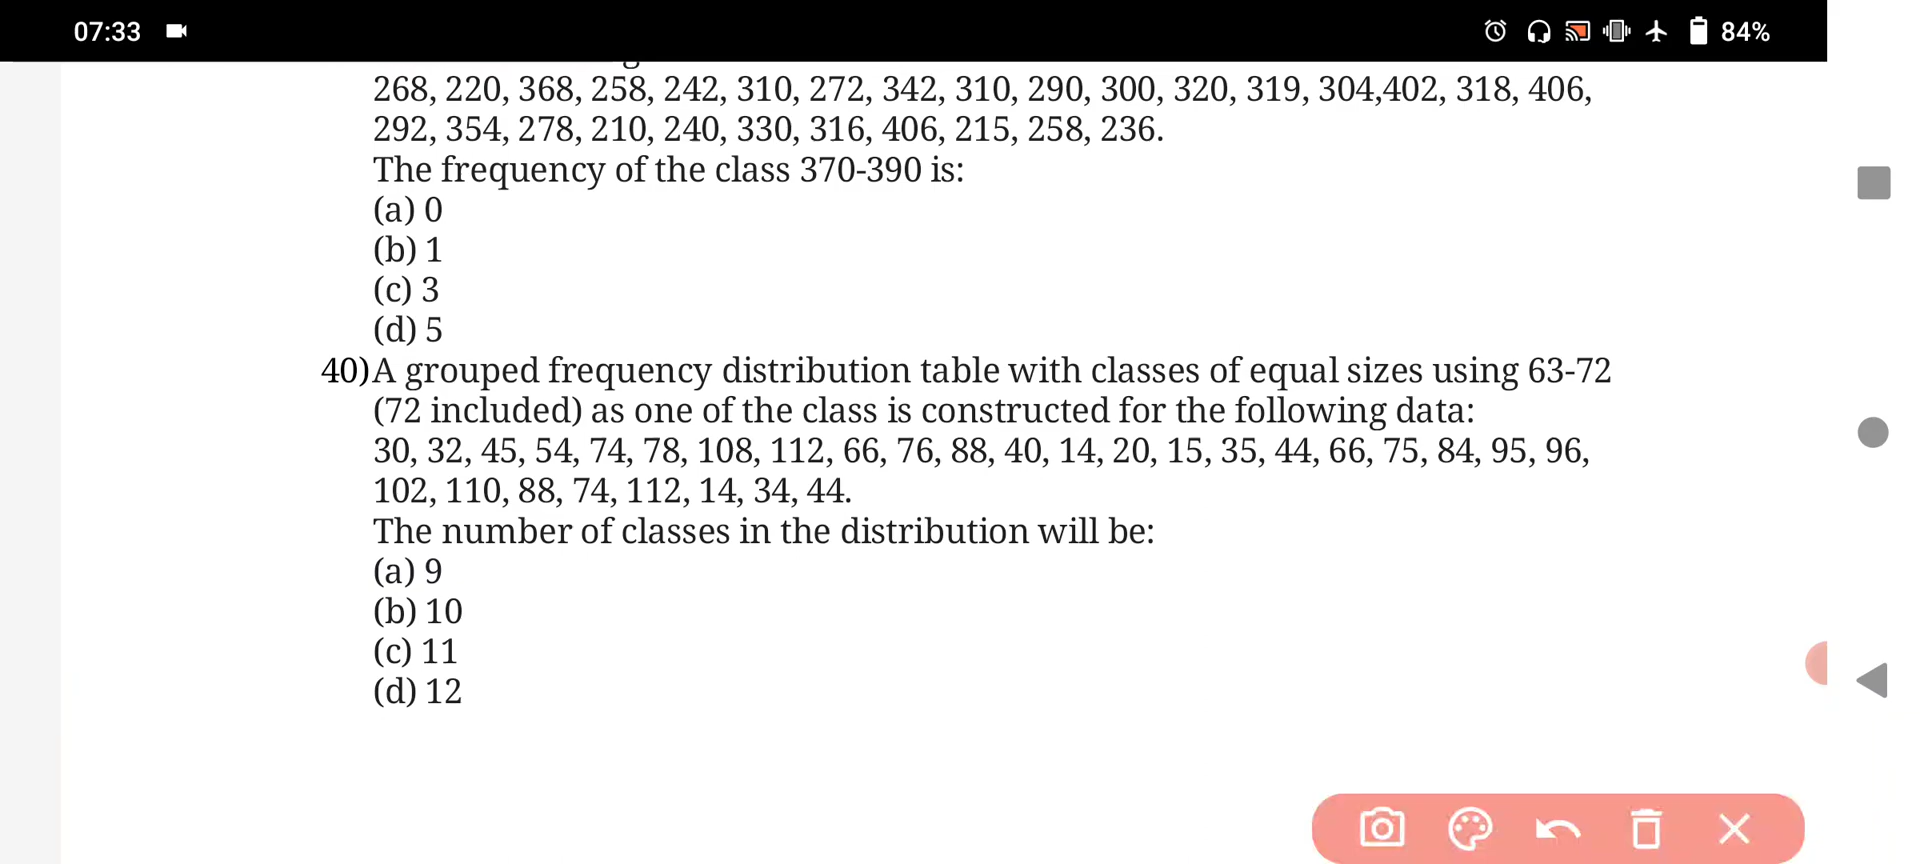 07:33
84%
268, 220, 368, 258, 242, 310, 272, 342, 310, 290, 300, 320, 319, 304,402, 318, 406,
292, 354, 278, 210, 240, 330, 316, 406, 215, 258, 236.
The frequency of the class 370-390 is:
(a) 0
(b) 1
(c) 3
(d) 5
40)A grouped frequency distribution table with classes of equal sizes using 63-72
(72 included) as one of the class is constructed for the following data:
30, 32, 45, 54, 74, 78, 108, 112, 66, 76, 88, 40, 14, 20, 15, 35, 44, 66, 75, 84, 95, 96,
102, 110, 88, 74, 112, 14, 34, 44.
The number of classes in the distribution will be:
(a) 9
(b) 10
(c) 11
(d) 12